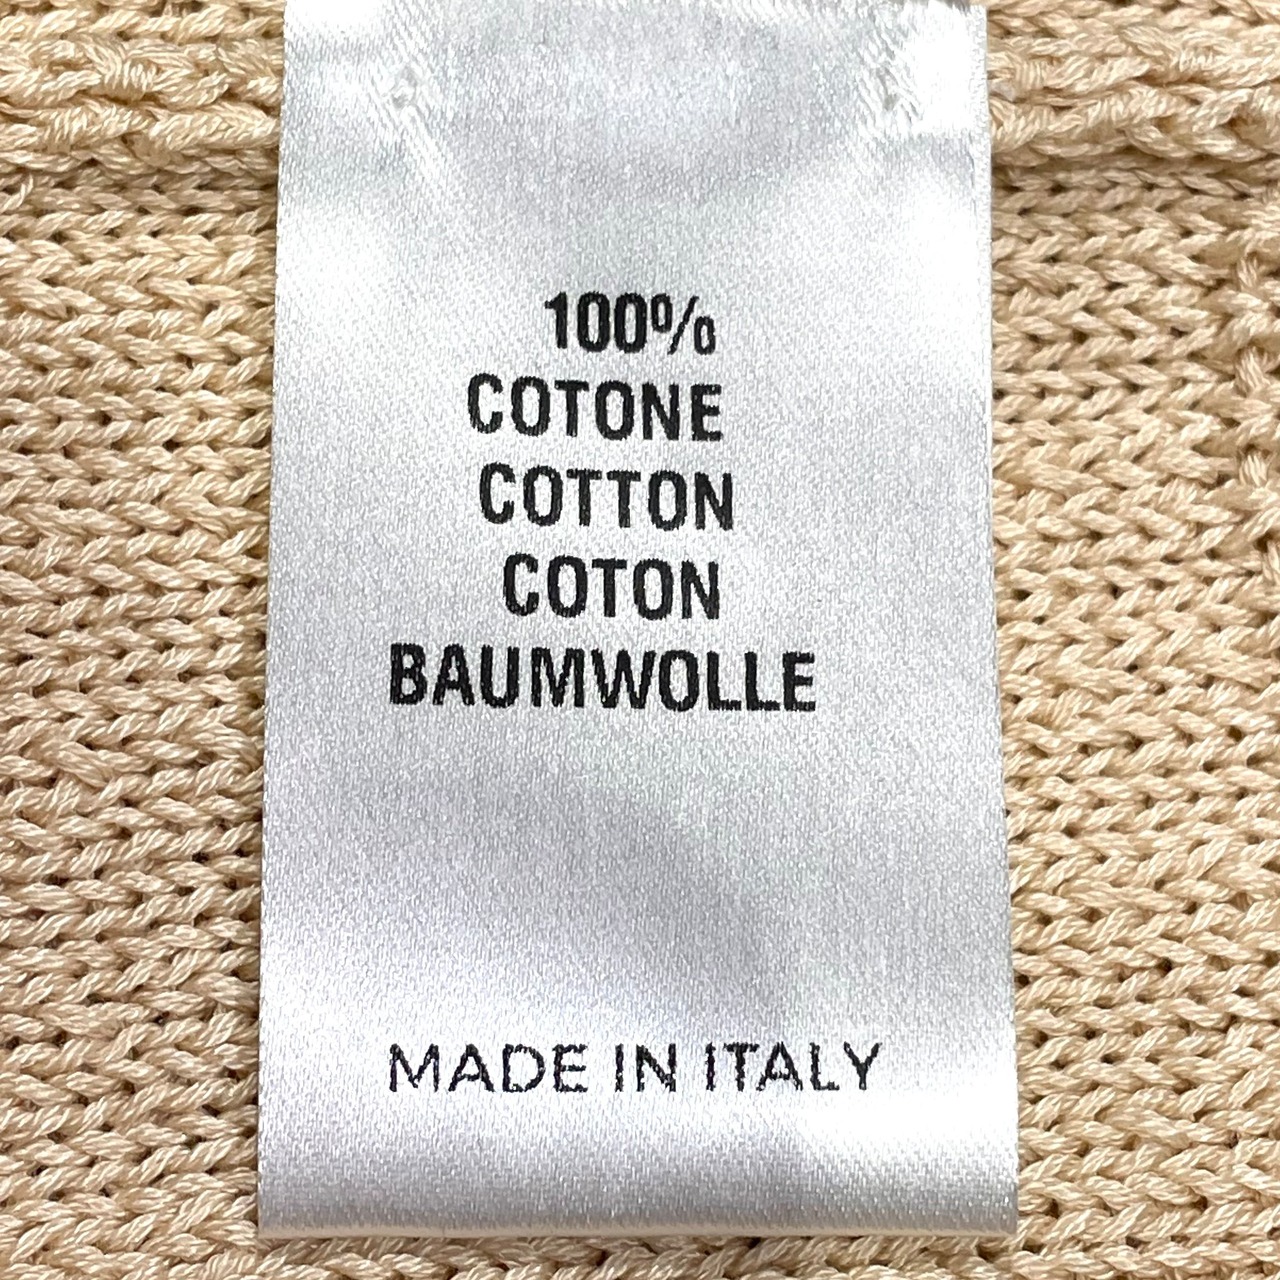 100%
COTONE
COTTON
COTON
BAUMWOLLE
MADE IN ITALY